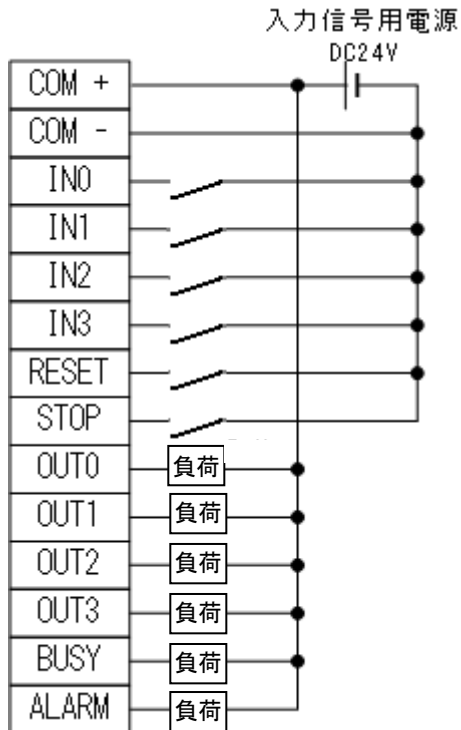 入力信号用電源
DC24V
COM +
COM -
IN0
IN1
IN2
IN3
RESET
STOP
OUT0 負荷
OUT1 負荷
OUT2 負荷
OUT3 負荷
BUSY 負荷
ALARM 負荷